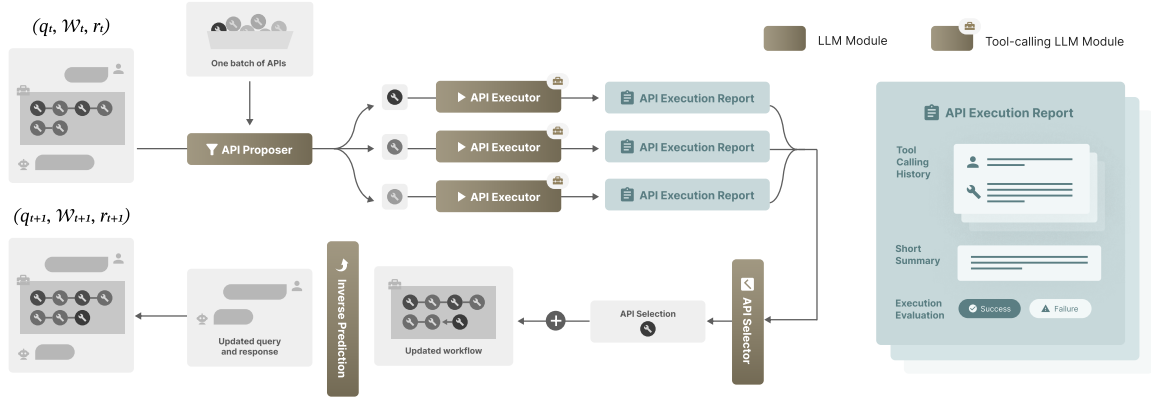 (qₜ, 𝒲ₜ, rₜ)
One batch of APIs
LLM Module
Tool-calling LLM Module
API Proposer
API Executor
API Execution Report
API Executor
API Execution Report
API Executor
API Execution Report
API Execution Report
Tool
Calling
History
Short
Summary
Execution
Evaluation
Success
Failure
(qₜ₊₁, 𝒲ₜ₊₁, rₜ₊₁)
Updated query
and response
Inverse Prediction
Updated workflow
API Selection
API Selector